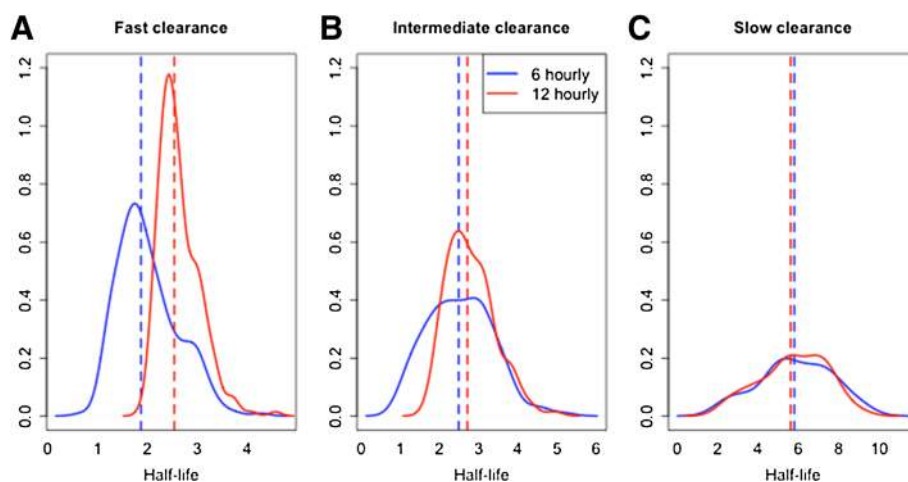 A Fast clearance
1.2
1.0
0.8
0.6
0.4
0.2
0.0
0 1 2 3 4
Half-life
B Intermediate clearance
6 hourly
12 hourly
1.2
1.0
0.8
0.6
0.4
0.2
0.0
0 1 2 3 4 5 6
Half-life
C Slow clearance
1.2
1.0
0.8
0.6
0.4
0.2
0.0
0 2 4 6 8 10
Half-life